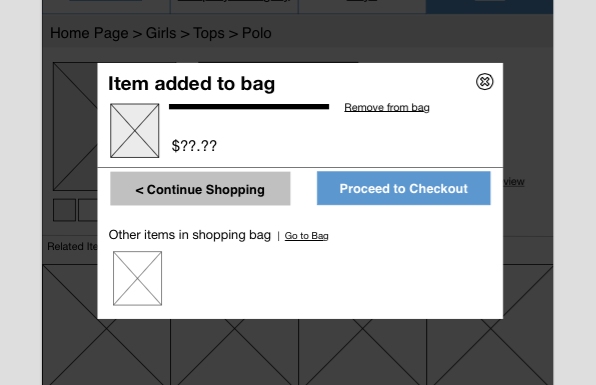 Home Page > Girls > Tops > Polo
Item added to bag
Remove from bag
$??.??
< Continue Shopping
Proceed to Checkout
view
Other items in shopping bag | Go to Bag
Related Ite